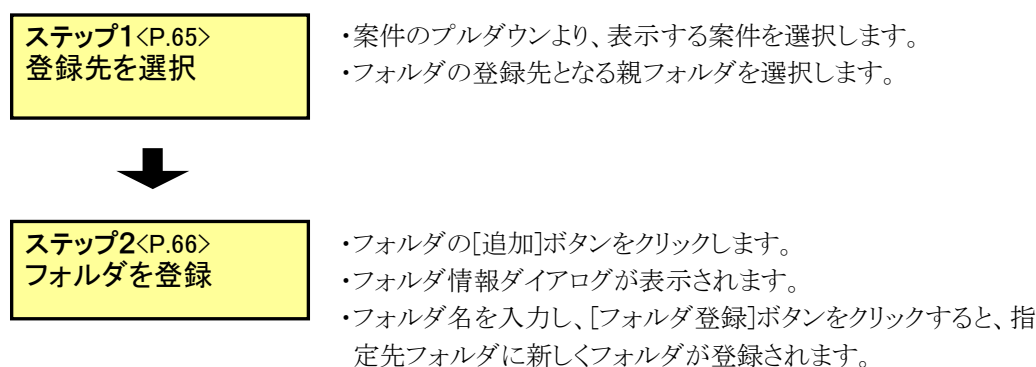 ステップ1<P.65>
登録先を選択
・案件のプルダウンより、表示する案件を選択します。
・フォルダの登録先となる親フォルダを選択します。
ステップ2<P.66>
フォルダを登録
・フォルダの[追加]ボタンをクリックします。
・フォルダ情報ダイアログが表示されます。
・フォルダ名を入力し、[フォルダ登録]ボタンをクリックすると、指
定先フォルダに新しくフォルダが登録されます。